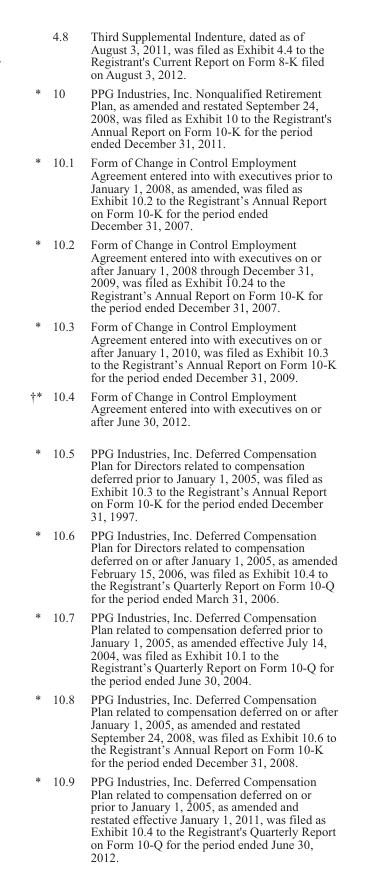 4.8 Third Supplemental Indenture, dated as of
August 3, 2011, was filed as Exhibit 4.4 to the
Registrant's Current Report on Form 8-K filed
on August 3, 2012.
* 10 PPG Industries, Inc. Nonqualified Retirement
Plan, as amended and restated September 24,
2008, was filed as Exhibit 10 to the Registrant's
Annual Report on Form 10-K for the period
ended December 31, 2011.
* 10.1 Form of Change in Control Employment
Agreement entered into with executives prior to
January 1, 2008, as amended, was filed as
Exhibit 10.2 to the Registrant’s Annual Report
on Form 10-K for the period ended
December 31, 2007.
* 10.2 Form of Change in Control Employment
Agreement entered into with executives on or
after January 1, 2008 through December 31,
2009, was filed as Exhibit 10.24 to the
Registrant’s Annual Report on Form 10-K for
the period ended December 31, 2007.
* 10.3 Form of Change in Control Employment
Agreement entered into with executives on or
after January 1, 2010, was filed as Exhibit 10.3
to the Registrant’s Annual Report on Form 10-K
for the period ended December 31, 2009.
†* 10.4 Form of Change in Control Employment
Agreement entered into with executives on or
after June 30, 2012.
* 10.5 PPG Industries, Inc. Deferred Compensation
Plan for Directors related to compensation
deferred prior to January 1, 2005, was filed as
Exhibit 10.3 to the Registrant’s Annual Report
on Form 10-K for the period ended December
31, 1997.
* 10.6 PPG Industries, Inc. Deferred Compensation
Plan for Directors related to compensation
deferred on or after January 1, 2005, as amended
February 15, 2006, was filed as Exhibit 10.4 to
the Registrant’s Quarterly Report on Form 10-Q
for the period ended March 31, 2006.
* 10.7 PPG Industries, Inc. Deferred Compensation
Plan related to compensation deferred prior to
January 1, 2005, as amended effective July 14,
2004, was filed as Exhibit 10.1 to the
Registrant’s Quarterly Report on Form 10-Q for
the period ended June 30, 2004.
* 10.8 PPG Industries, Inc. Deferred Compensation
Plan related to compensation deferred on or after
January 1, 2005, as amended and restated
September 24, 2008, was filed as Exhibit 10.6 to
the Registrant’s Annual Report on Form 10-K
for the period ended December 31, 2008.
* 10.9 PPG Industries, Inc. Deferred Compensation
Plan related to compensation deferred on or
prior to January 1, 2005, as amended and
restated effective January 1, 2011, was filed as
Exhibit 10.4 to the Registrant's Quarterly Report
on Form 10-Q for the period ended June 30,
2012.